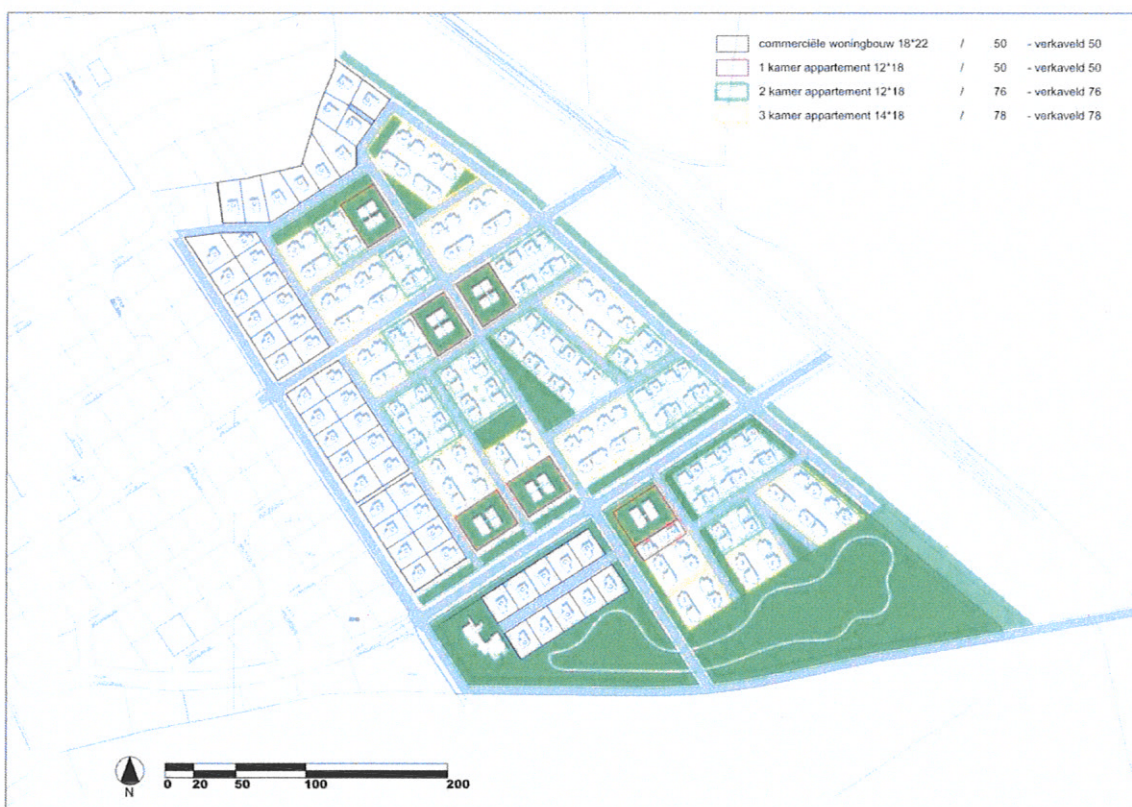 commerciële woningbouw 18*22 / 50 - verkaveld 50
1 kamer appartement 12*18 / 50 - verkaveld 50
2 kamer appartement 12*18 / 76 - verkaveld 76
3 kamer appartement 14*18 / 78 - verkaveld 78
N
0 20 50 100 200